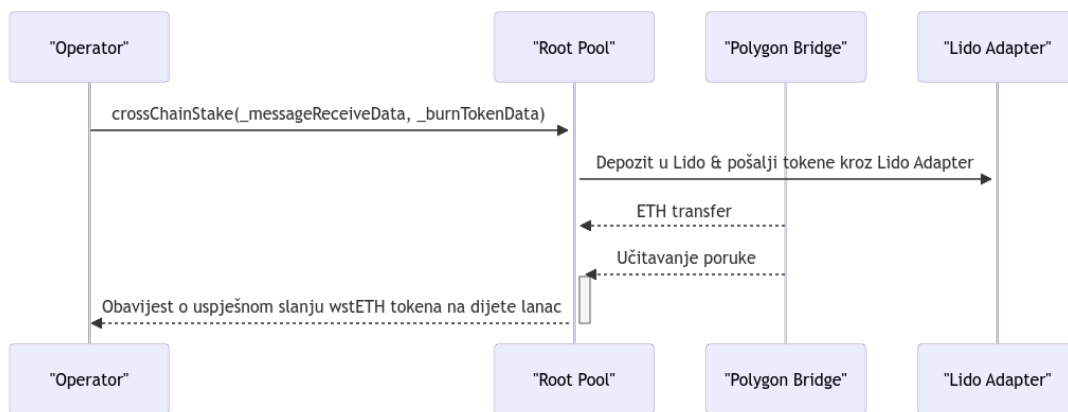 "Operator"
"Root Pool"
"Polygon Bridge"
"Lido Adapter"
crossChainStake(_messageReceiveData, _burnTokenData)
Depozit u Lido & pošalji tokene kroz Lido Adapter
ETH transfer
Učitavanje poruke
Obavijest o uspješnom slanju wstETH tokena na dijete lanac
"Operator"
"Root Pool"
"Polygon Bridge"
"Lido Adapter"